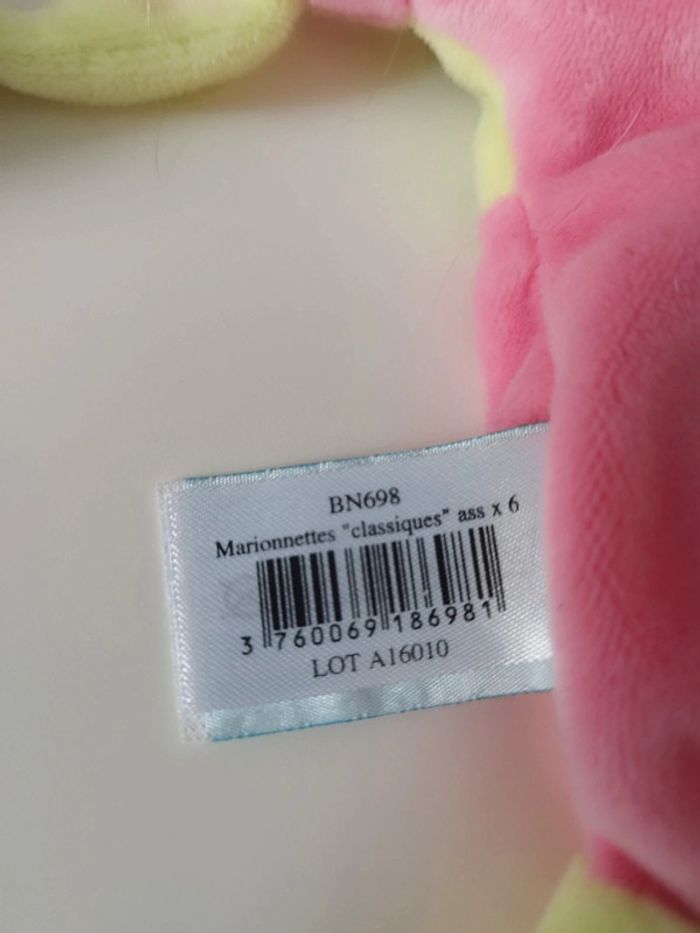 BN698
Marionnettes "classiques" ass x 6
3 760069 186981
LOT A16010